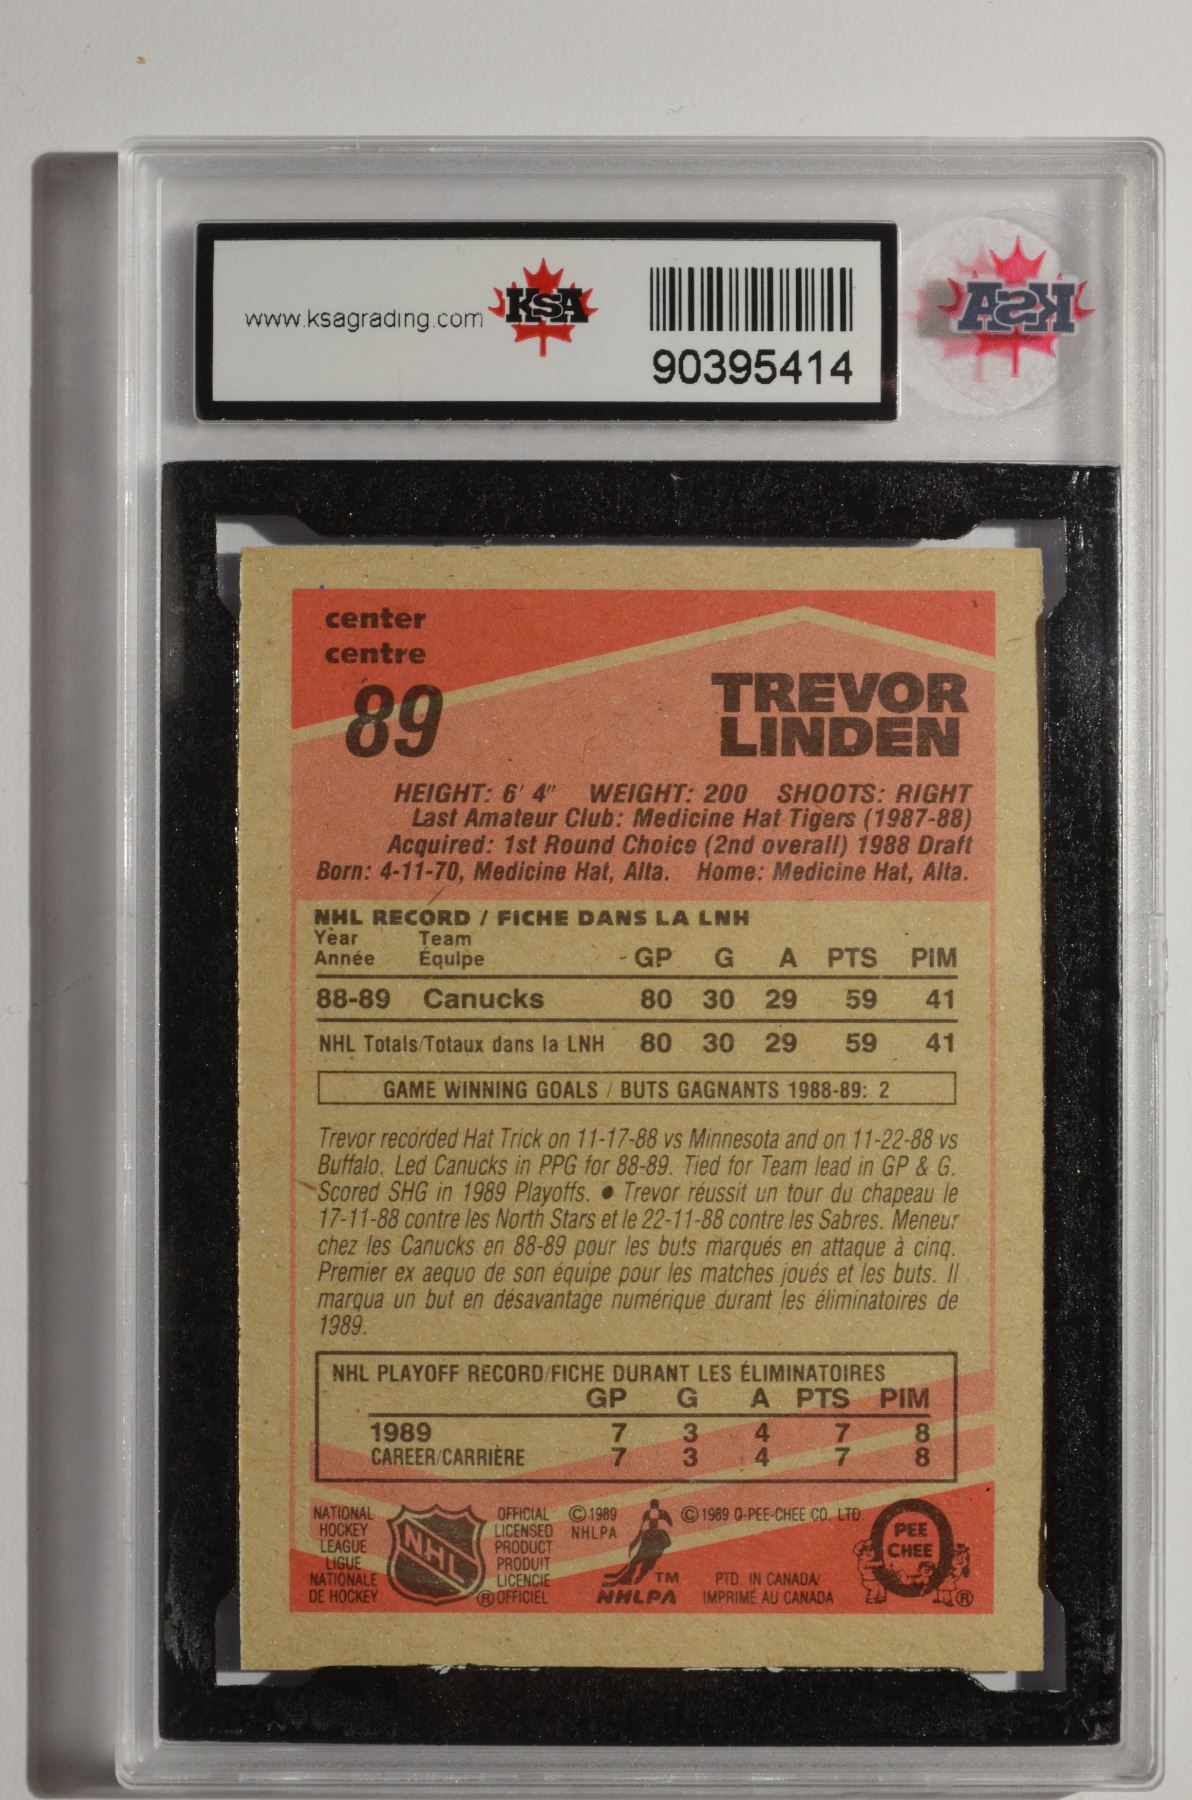 www.ksagrading.com
KSA
90395414
KSA
center
centre
89
TREVOR
LINDEN
HEIGHT: 6' 4" WEIGHT: 200 SHOOTS: RIGHT
Last Amateur Club: Medicine Hat Tigers (1987-88)
Acquired: 1st Round Choice (2nd overall) 1988 Draft
Born: 4-11-70, Medicine Hat, Alta. Home: Medicine Hat, Alta.
NHL RECORD / FICHE DANS LA LNH
Year Team
Année Équipe GP G A PTS PIM
88-89 Canucks 80 30 29 59 41
NHL Totals/Totaux dans la LNH 80 30 29 59 41
GAME WINNING GOALS / BUTS GAGNANTS 1988-89: 2
Trevor recorded Hat Trick on 11-17-88 vs Minnesota and on 11-22-88 vs
Buffalo. Led Canucks in PPG for 88-89. Tied for Team lead in GP & G.
Scored SHG in 1989 Playoffs. ● Trevor réussit un tour du chapeau le
17-11-88 contre les North Stars et le 22-11-88 contre les Sabres. Meneur
chez les Canucks en 88-89 pour les buts marqués en attaque à cinq.
Premier ex aequo de son équipe pour les matches joués et les buts. Il
marqua un but en désavantage numérique durant les éliminatoires de
1989.
NHL PLAYOFF RECORD/FICHE DURANT LES ÉLIMINATOIRES
GP G A PTS PIM
1989 7 3 4 7 8
CAREER/CARRIÈRE 7 3 4 7 8
NATIONAL
HOCKEY
LEAGUE
LIGUE
NATIONALE
DE HOCKEY
NHL
OFFICIAL
LICENSED
PRODUCT
PRODUIT
LICENCIE
® OFFICIEL
© 1989
NHLPA
TM
NHLPA
© 1989 O-PEE-CHEE CO. LTD.
PTD. IN CANADA/
IMPRIMÉ AU CANADA
O
PEE
CHEE
®